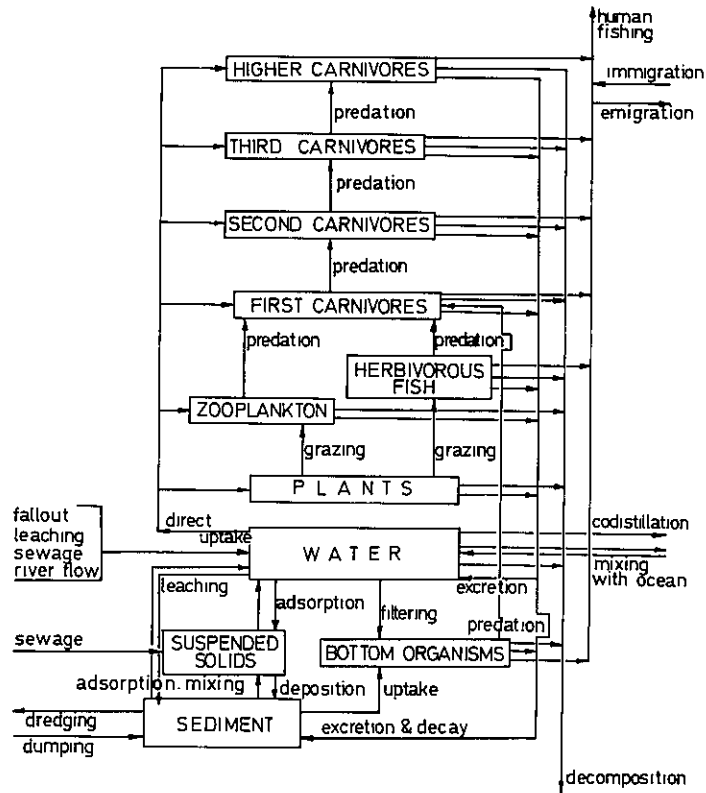 human
fishing
HIGHER CARNIVORES
immigration
predation
emigration
THIRD CARNIVORES
predation
SECOND CARNIVORES
predation
FIRST CARNIVORES
predation
predation
HERBIVOROUS
FISH
ZOOPLANKTON
grazing
grazing
PLANTS
fallout
leaching
sewage
river flow
direct
uptake
WATER
codistillation
mixing
with ocean
leaching
adsorption
filtering
excretion
predation
sewage
SUSPENDED
SOLIDS
BOTTOM ORGANISMS
adsorption. mixing
deposition
uptake
SEDIMENT
dredging
dumping
excretion & decay
decomposition